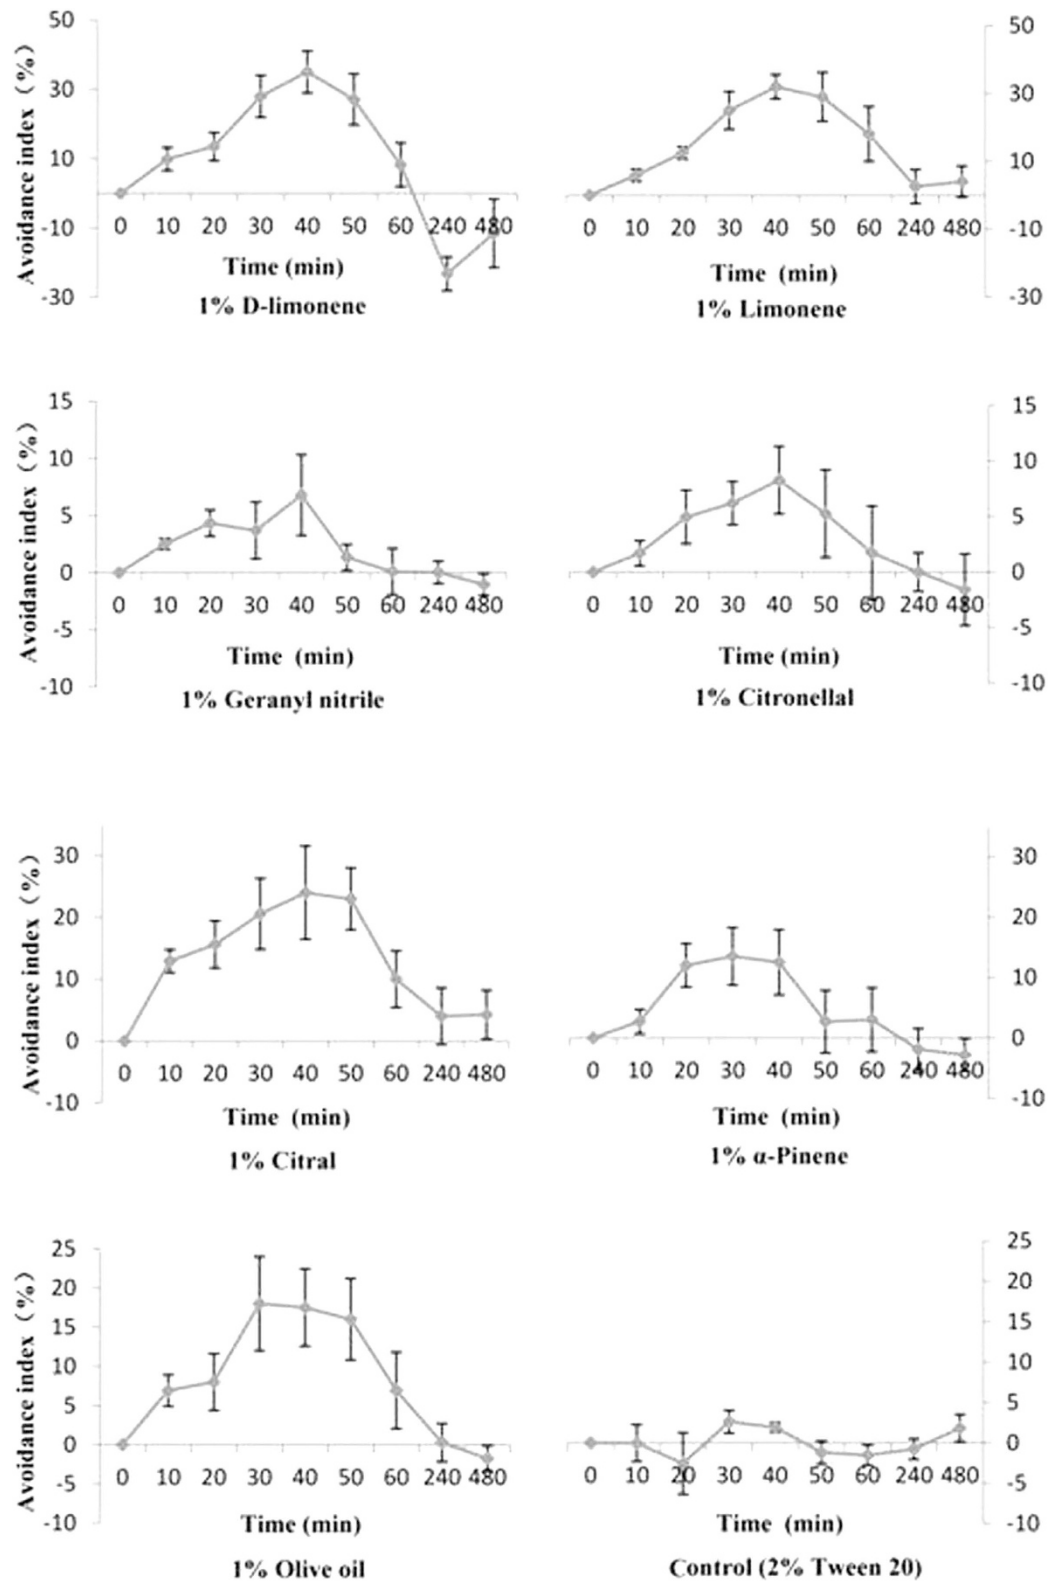 50
30
10
-10
-30
Avoidance index (%)
0 10 20 30 40 50 60 240 480
Time (min)
1% D-limonene
50
30
10
-10
-30
0 10 20 30 40 50 60 240 480
Time (min)
1% Limonene
15
10
5
0
-5
-10
Avoidance index (%)
0 10 20 30 40 50 60 240 480
Time (min)
1% Geranyl nitrile
15
10
5
0
-5
-10
0 10 20 30 40 50 60 240 480
Time (min)
1% Citronellal
30
20
10
0
-10
Avoidance index (%)
0 10 20 30 40 50 60 240 480
Time (min)
1% Citral
30
20
10
0
-10
0 10 20 30 40 50 60 240 480
Time (min)
1% α-Pinene
25
20
15
10
5
0
-5
-10
Avoidance index (%)
0 10 20 30 40 50 60 240 480
Time (min)
1% Olive oil
25
20
15
10
5
0
-5
-10
0 10 20 30 40 50 60 240 480
Time (min)
Control (2% Tween 20)